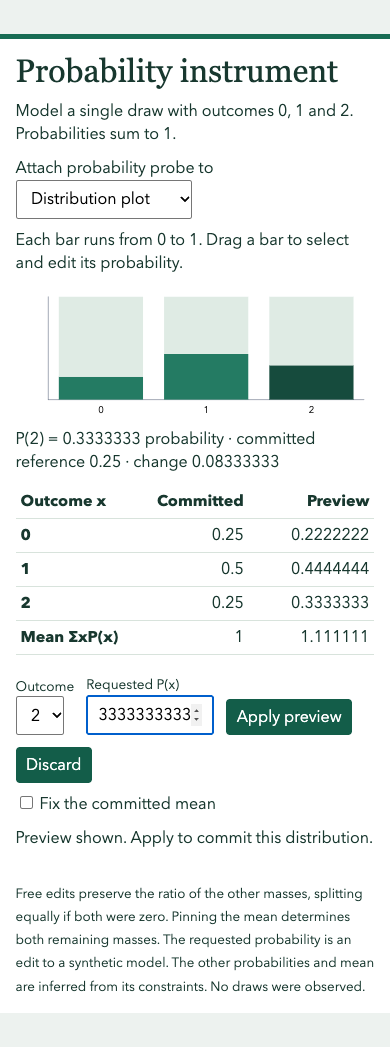 Probability instrument
Model a single draw with outcomes 0, 1 and 2.
Probabilities sum to 1.
Attach probability probe to
Distribution plot
Each bar runs from 0 to 1. Drag a bar to select
and edit its probability.
0 1 2
P(2) = 0.3333333 probability · committed
reference 0.25 · change 0.08333333
Outcome x Committed Preview
0 0.25 0.2222222
1 0.5 0.4444444
2 0.25 0.3333333
Mean ΣxP(x) 1 1.111111
Outcome Requested P(x)
2 3333333333 Apply preview
Discard
Fix the committed mean
Preview shown. Apply to commit this distribution.
Free edits preserve the ratio of the other masses, splitting
equally if both were zero. Pinning the mean determines
both remaining masses. The requested probability is an
edit to a synthetic model. The other probabilities and mean
are inferred from its constraints. No draws were observed.